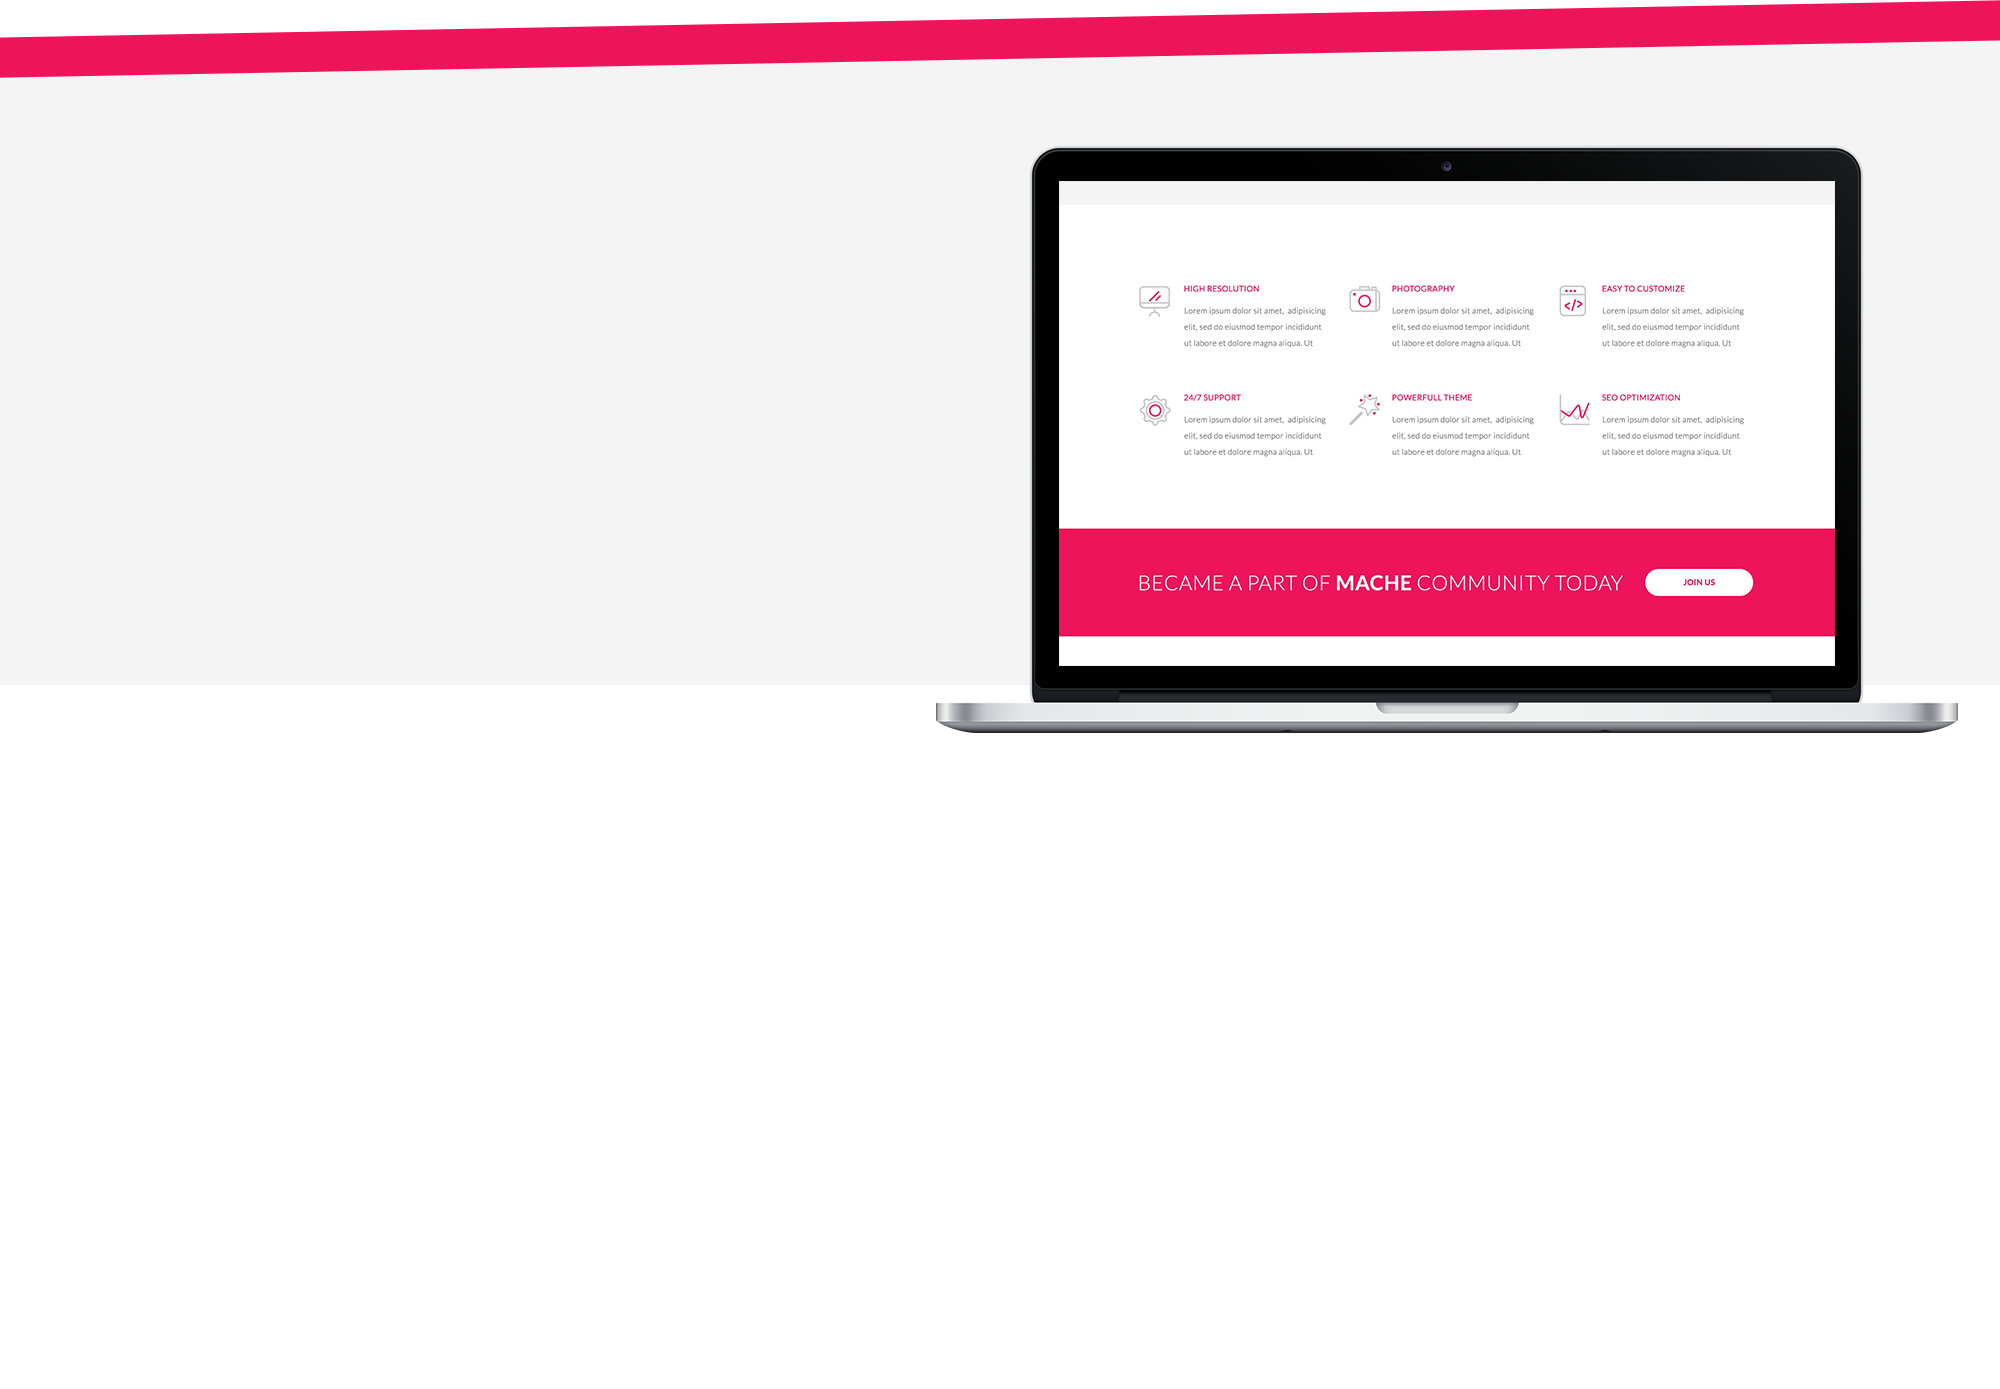 HIGH RESOLUTION
Lorem ipsum dolor sit amet, adipisicing
elit, sed do eiusmod tempor incididunt
ut labore et dolore magna aliqua. Ut
PHOTOGRAPHY
Lorem ipsum dolor sit amet, adipisicing
elit, sed do eiusmod tempor incididunt
ut labore et dolore magna aliqua. Ut
EASY TO CUSTOMIZE
Lorem ipsum dolor sit amet, adipisicing
elit, sed do eiusmod tempor incididunt
ut labore et dolore magna aliqua. Ut
24/7 SUPPORT
Lorem ipsum dolor sit amet, adipisicing
elit, sed do eiusmod tempor incididunt
ut labore et dolore magna aliqua. Ut
POWERFULL THEME
Lorem ipsum dolor sit amet, adipisicing
elit, sed do eiusmod tempor incididunt
ut labore et dolore magna aliqua. Ut
SEO OPTIMIZATION
Lorem ipsum dolor sit amet, adipisicing
elit, sed do eiusmod tempor incididunt
ut labore et dolore magna aliqua. Ut
BECAME A PART OF MACHE COMMUNITY TODAY
JOIN US